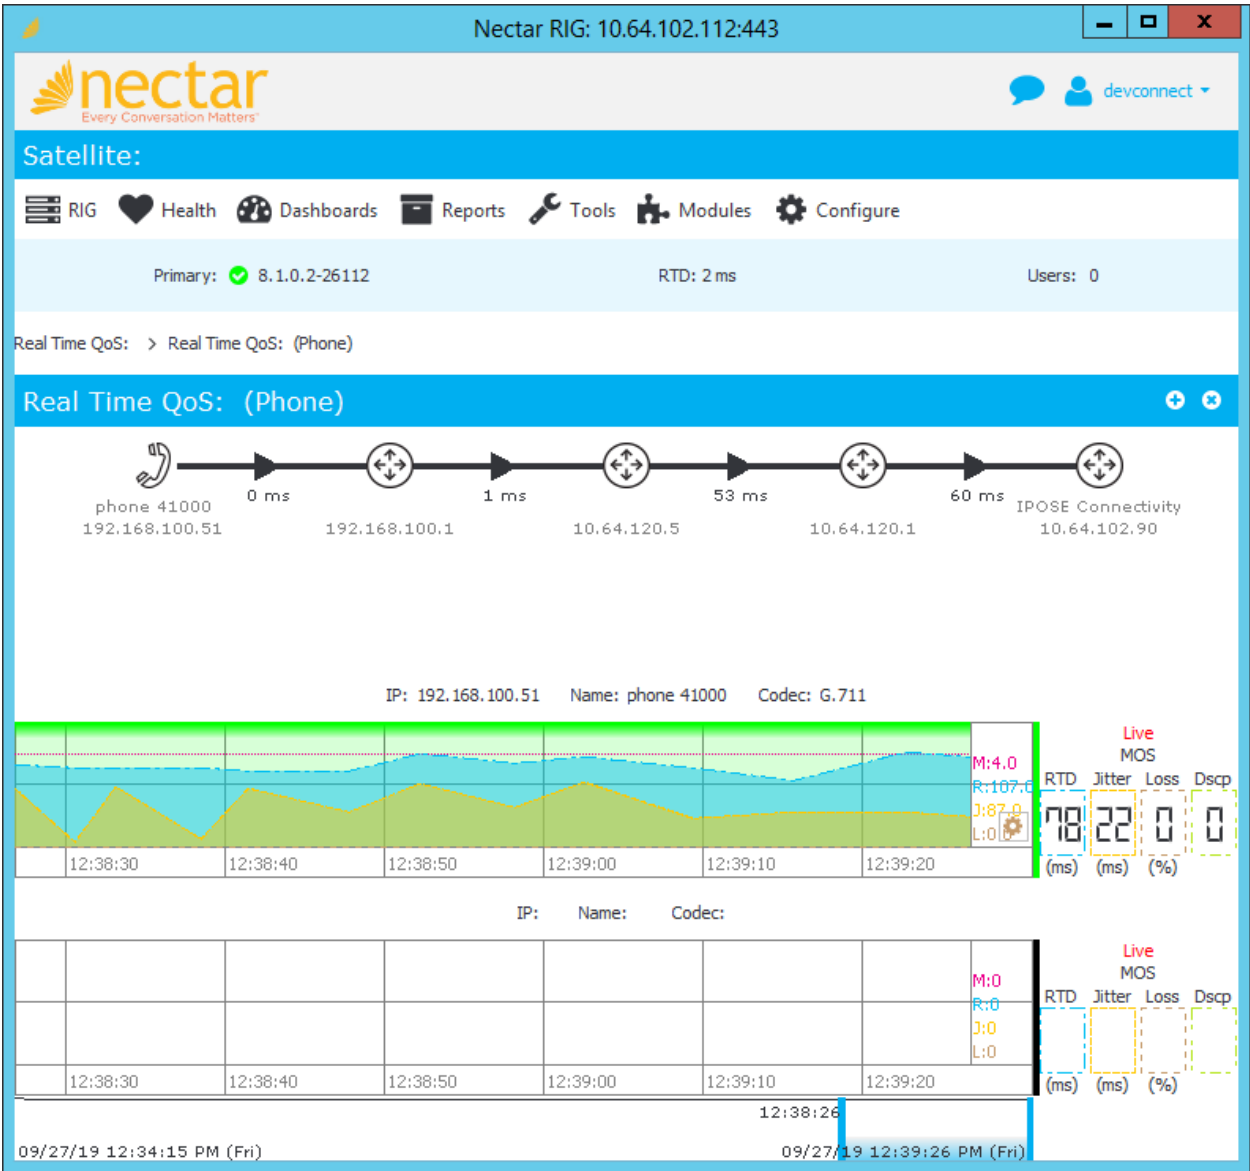 Nectar RIG: 10.64.102.112:443
nectar
Every Conversation Matters™
devconnect
Satellite:
RIG Health Dashboards Reports Tools Modules Configure
Primary: 8.1.0.2-26112 RTD: 2 ms Users: 0
Real Time QoS: > Real Time QoS: (Phone)
Real Time QoS: (Phone)
0 ms 1 ms 53 ms 60 ms
phone 41000 IPOSE Connectivity
192.168.100.51 192.168.100.1 10.64.120.5 10.64.120.1 10.64.102.90
IP: 192.168.100.51 Name: phone 41000 Codec: G.711
Live
MOS
M:4.0
RTD Jitter Loss Dscp
R:107.0
J:87.0
L:0
78 22 0 0
12:38:30 12:38:40 12:38:50 12:39:00 12:39:10 12:39:20
(ms) (ms) (%)
IP: Name: Codec:
Live
MOS
M:0
RTD Jitter Loss Dscp
R:0
J:0
L:0
12:38:30 12:38:40 12:38:50 12:39:00 12:39:10 12:39:20
(ms) (ms) (%)
12:38:26
09/27/19 12:34:15 PM (Fri) 09/27/19 12:39:26 PM (Fri)